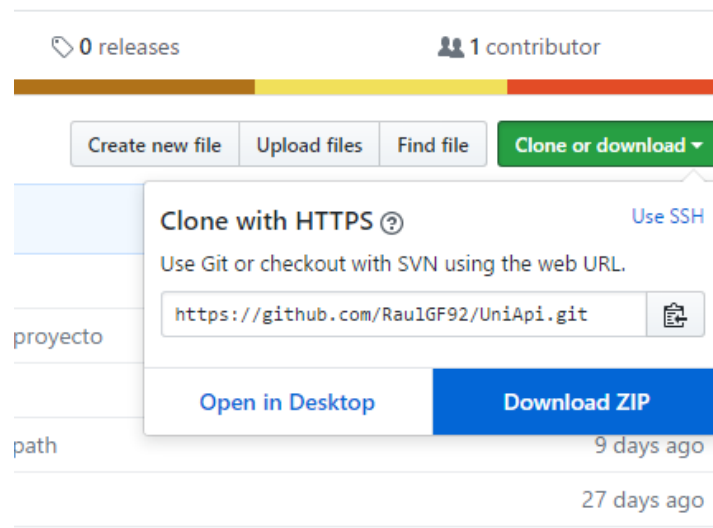 0 releases
1 contributor
Create new file
Upload files
Find file
Clone or download
Clone with HTTPS
Use SSH
Use Git or checkout with SVN using the web URL.
https://github.com/RaulGF92/UniApi.git
proyecto
Open in Desktop
Download ZIP
path
9 days ago
27 days ago